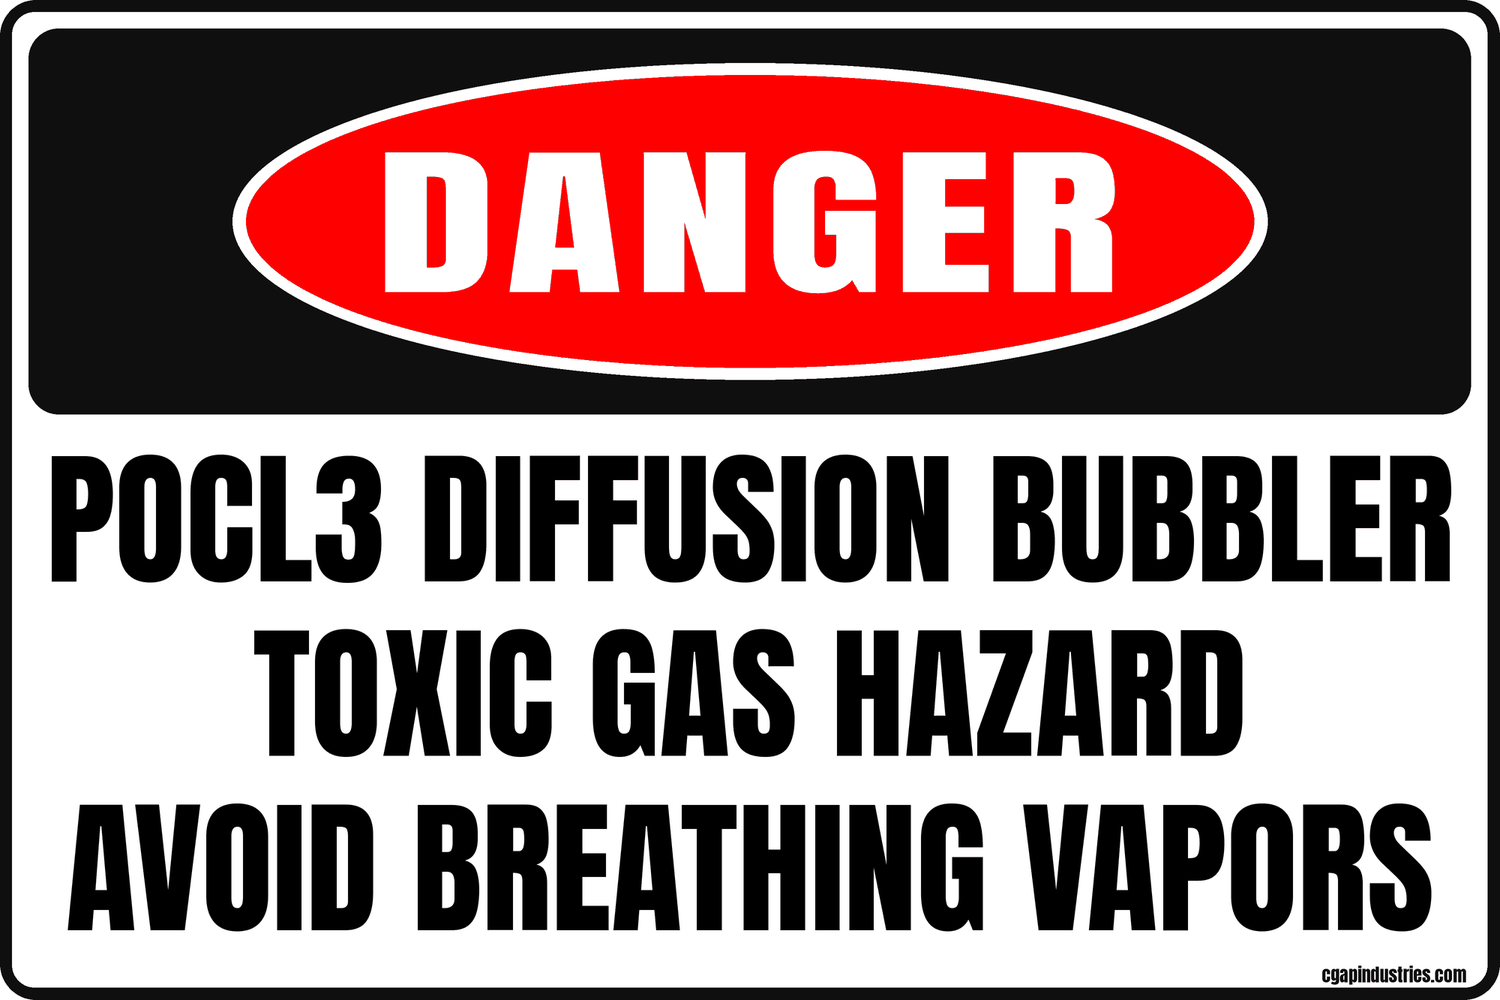 DANGER
POCL3 DIFFUSION BUBBLER
TOXIC GAS HAZARD
AVOID BREATHING VAPORS
cgapindustries.com